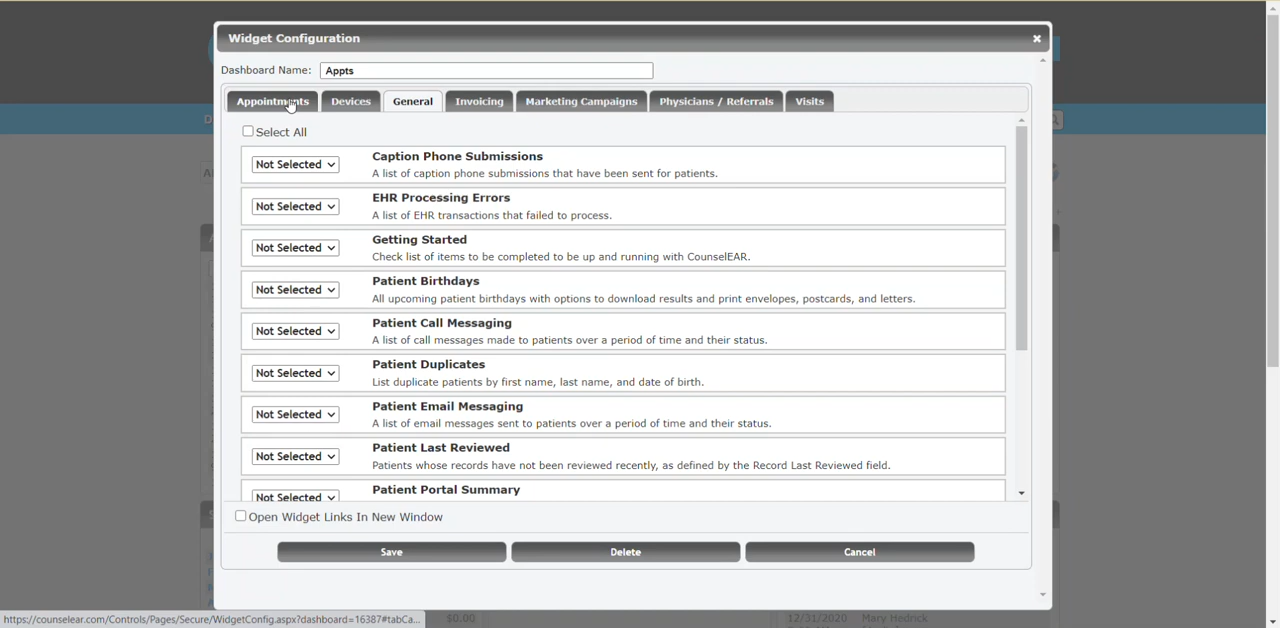 Widget Configuration
Dashboard Name: Appts
Appointments Devices General Invoicing Marketing Campaigns Physicians / Referrals Visits
Select All
Not Selected Caption Phone Submissions
A list of caption phone submissions that have been sent for patients.
Not Selected EHR Processing Errors
A list of EHR transactions that failed to process.
Not Selected Getting Started
Check list of items to be completed to be up and running with CounselEAR.
Not Selected Patient Birthdays
All upcoming patient birthdays with options to download results and print envelopes, postcards, and letters.
Not Selected Patient Call Messaging
A list of call messages made to patients over a period of time and their status.
Not Selected Patient Duplicates
List duplicate patients by first name, last name, and date of birth.
Not Selected Patient Email Messaging
A list of email messages sent to patients over a period of time and their status.
Not Selected Patient Last Reviewed
Patients whose records have not been reviewed recently, as defined by the Record Last Reviewed field.
Not Selected Patient Portal Summary
Open Widget Links In New Window
Save Delete Cancel
https://counselear.com/Controls/Pages/Secure/WidgetConfig.aspx?dashboard=16387#tabCa... $0.00 12/31/2020 Mary Hedrick